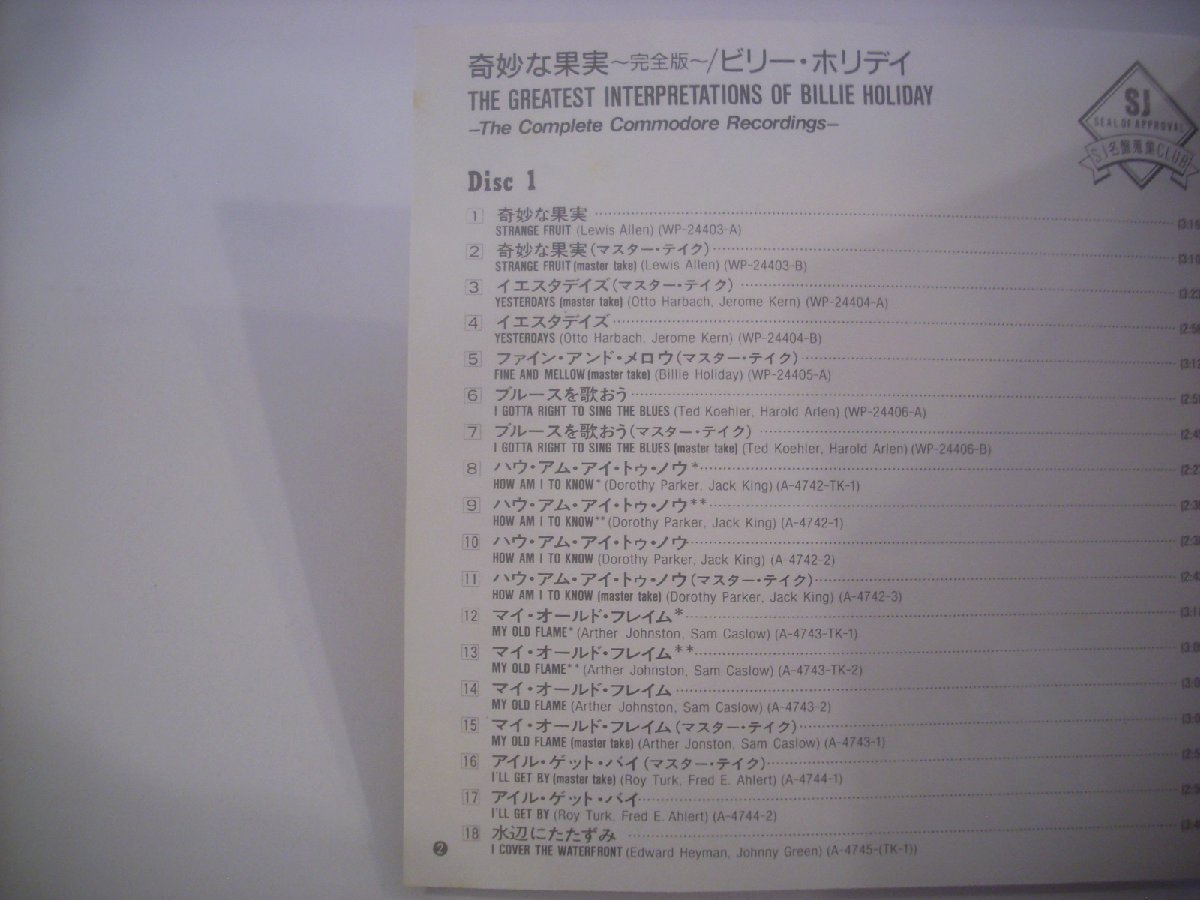 奇妙な果実〜完全版〜/ビリー・ホリデイ
THE GREATEST INTERPRETATIONS OF BILLIE HOLIDAY
–The Complete Commodore Recordings–
SJ
SEAL OF APPROVAL
SJ名盤蒐集CLUB
Disc 1
1 奇妙な果実
STRANGE FRUIT (Lewis Allen) (WP-24403-A)
2 奇妙な果実(マスター・テイク)
STRANGE FRUIT (master take) (Lewis Allen) (WP-24403-B)
3 イエスタデイズ(マスター・テイク)
YESTERDAYS (master take) (Otto Harbach, Jerome Kern) (WP-24404-A)
4 イエスタデイズ
YESTERDAYS (Otto Harbach, Jerome Kern) (WP-24404-B)
5 ファイン・アンド・メロウ(マスター・テイク)
FINE AND MELLOW (master take) (Billie Holiday) (WP-24405-A)
6 ブルースを歌おう
I GOTTA RIGHT TO SING THE BLUES (Ted Koehler, Harold Arlen) (WP-24406-A)
7 ブルースを歌おう(マスター・テイク)
I GOTTA RIGHT TO SING THE BLUES (master take) (Ted Koehler, Harold Arlen) (WP-24406-B)
8 ハウ・アム・アイ・トゥ・ノウ*
HOW AM I TO KNOW* (Dorothy Parker, Jack King) (A-4742-TK-1)
9 ハウ・アム・アイ・トゥ・ノウ**
HOW AM I TO KNOW** (Dorothy Parker, Jack King) (A-4742-1)
10 ハウ・アム・アイ・トゥ・ノウ
HOW AM I TO KNOW (Dorothy Parker, Jack King) (A-4742-2)
11 ハウ・アム・アイ・トゥ・ノウ(マスター・テイク)
HOW AM I TO KNOW (master take) (Dorothy Parker, Jack King) (A-4742-3)
12 マイ・オールド・フレイム*
MY OLD FLAME* (Arther Johnston, Sam Caslow) (A-4743-TK-1)
13 マイ・オールド・フレイム**
MY OLD FLAME** (Arther Johnston, Sam Caslow) (A-4743-TK-2)
14 マイ・オールド・フレイム
MY OLD FLAME (Arther Johnston, Sam Caslow) (A-4743-2)
15 マイ・オールド・フレイム(マスター・テイク)
MY OLD FLAME (master take) (Arther Jonston, Sam Caslow) (A-4743-1)
16 アイル・ゲット・バイ(マスター・テイク)
I'LL GET BY (master take) (Roy Turk, Fred E. Ahlert) (A-4744-1)
17 アイル・ゲット・バイ
I'LL GET BY (Roy Turk, Fred E. Ahlert) (A-4744-2)
18 水辺にたたずみ
I COVER THE WATERFRONT (Edward Heyman, Johnny Green) (A-4745-(TK-1))
2